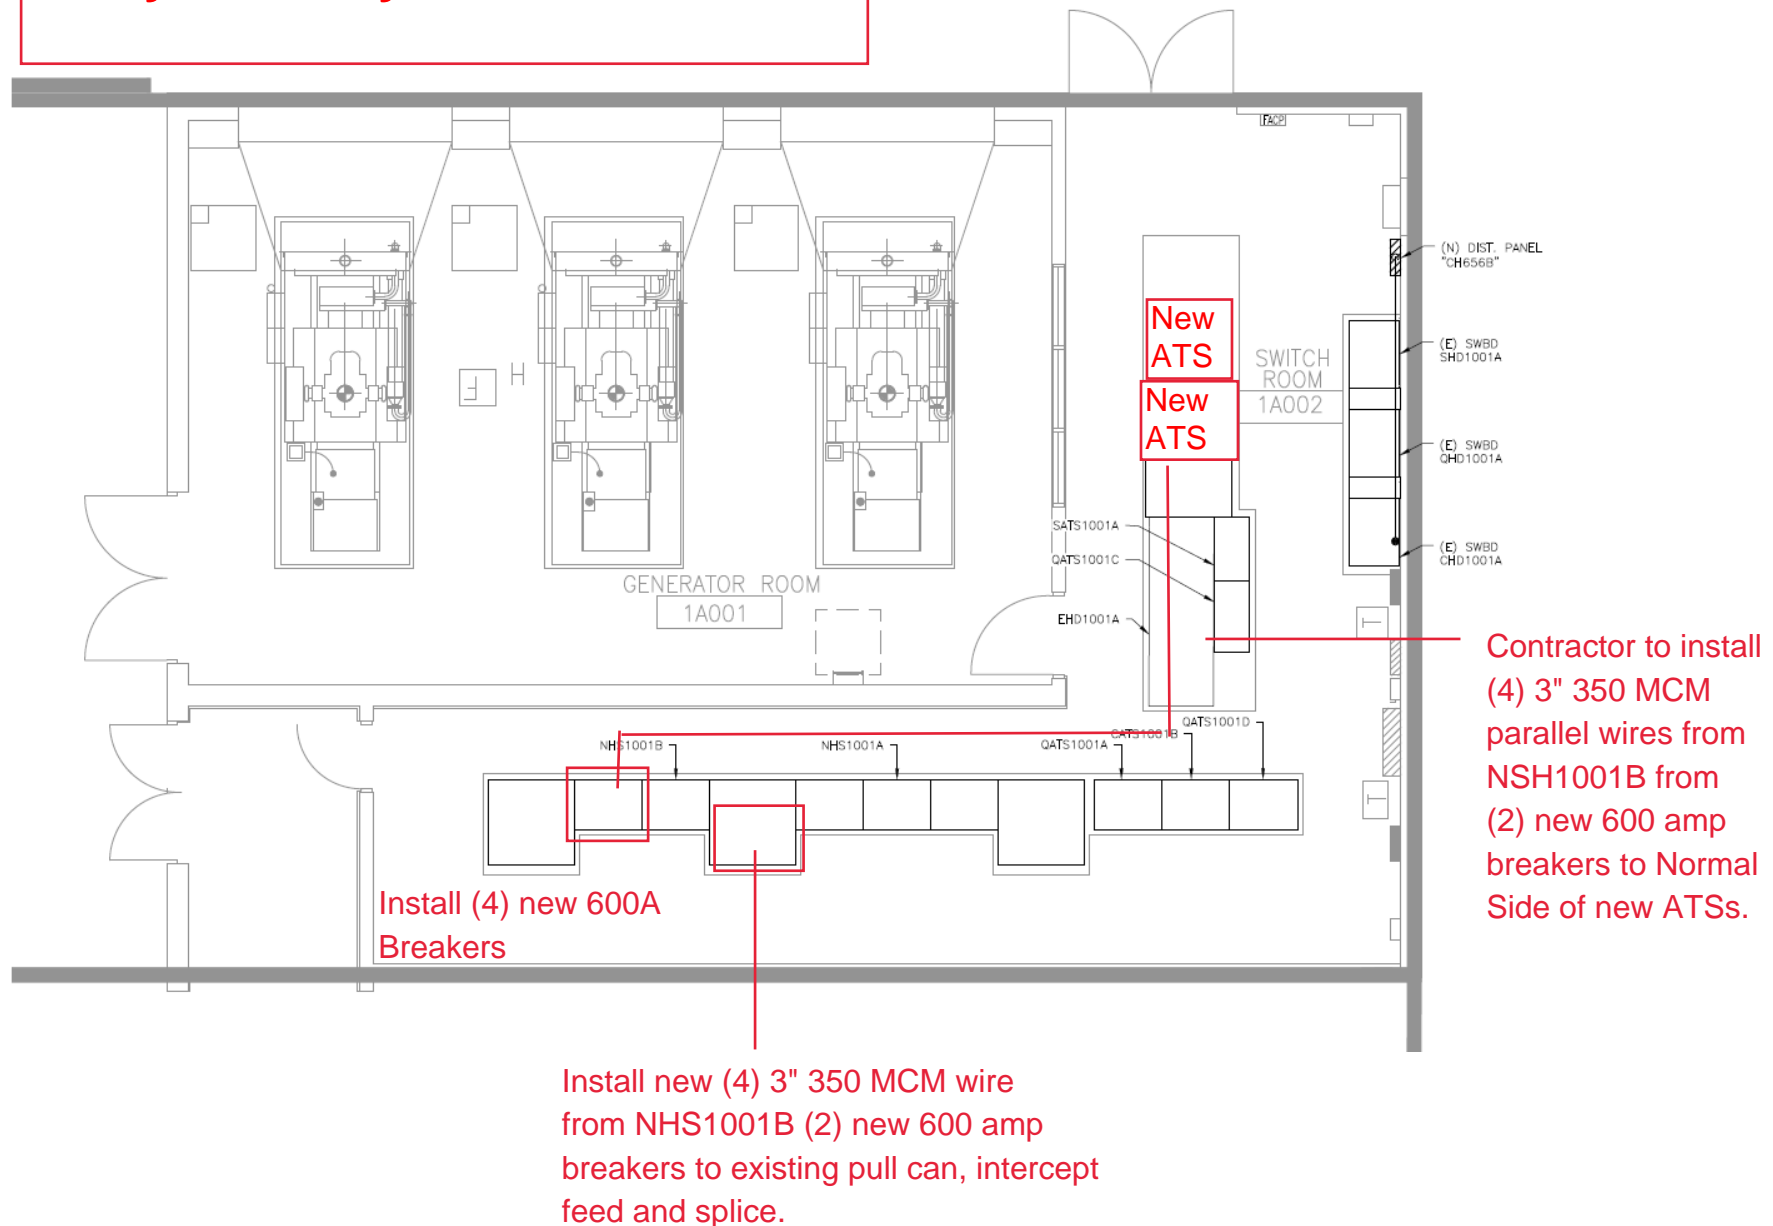 FACP
(N) DIST. PANEL
"CH656B"
New
ATS
New
ATS
SWITCH
ROOM
1A002
(E) SWBD
SHD1001A
(E) SWBD
QHD1001A
(E) SWBD
CHD1001A
SATS1001A
QATS1001C
EHD1001A
GENERATOR ROOM
1A001
T
T
NHS1001B
NHS1001A
QATS1001A
QATS1001D
Contractor to install
(4) 3" 350 MCM
parallel wires from
NSH1001B from
(2) new 600 amp
breakers to Normal
Side of new ATSs.
Install (4) new 600A
Breakers
Install new (4) 3" 350 MCM wire
from NHS1001B (2) new 600 amp
breakers to existing pull can, intercept
feed and splice.